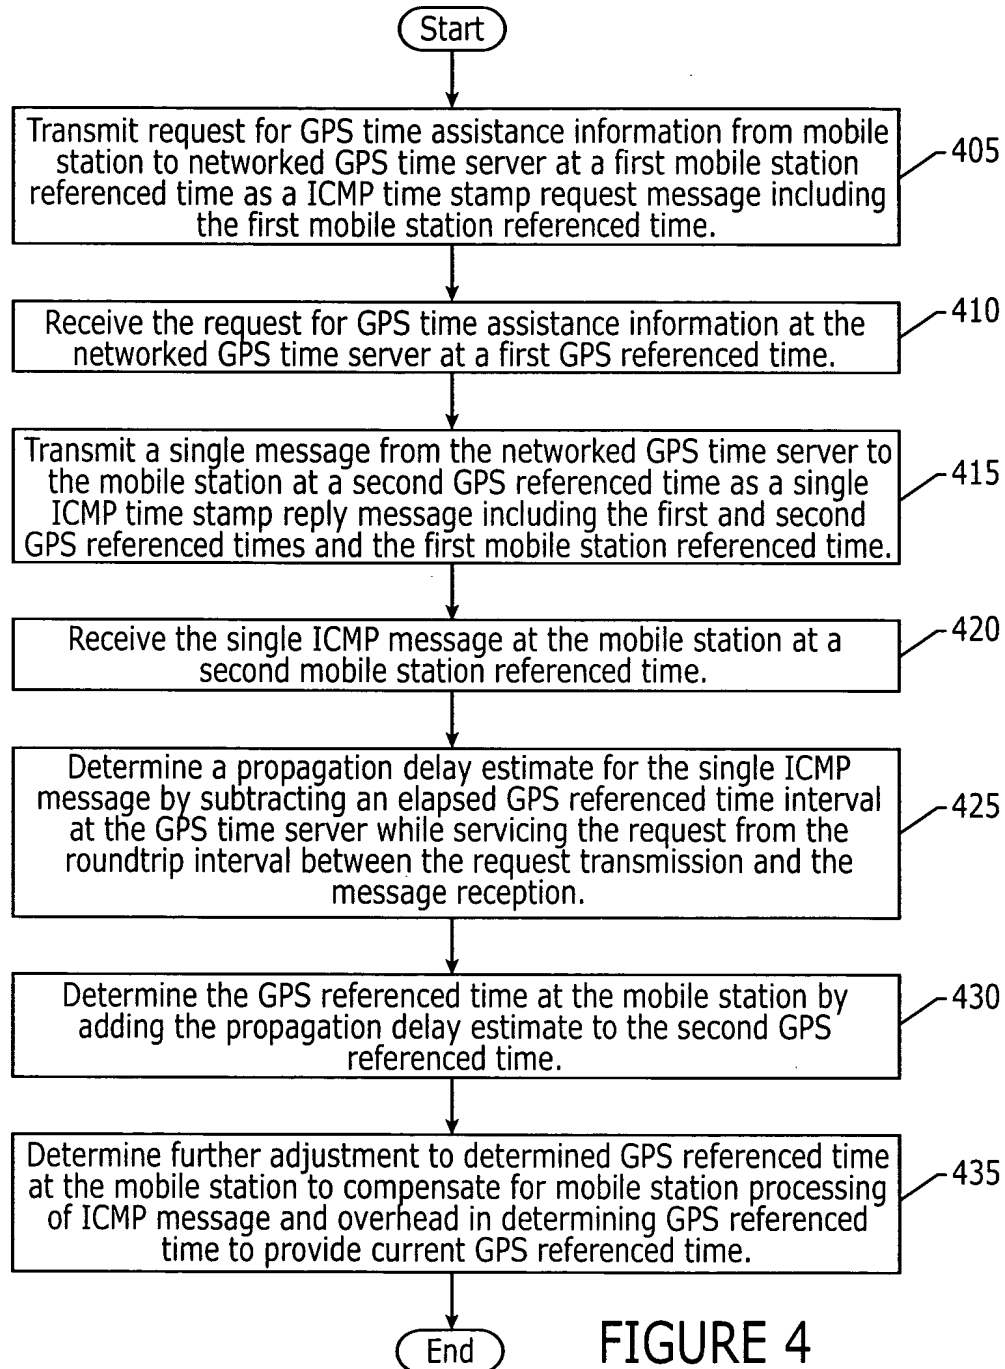 Start
Transmit request for GPS time assistance information from mobile
station to networked GPS time server at a first mobile station
referenced time as a ICMP time stamp request message including
the first mobile station referenced time.
405
Receive the request for GPS time assistance information at the
networked GPS time server at a first GPS referenced time.
410
Transmit a single message from the networked GPS time server to
the mobile station at a second GPS referenced time as a single
ICMP time stamp reply message including the first and second
GPS referenced times and the first mobile station referenced time.
415
Receive the single ICMP message at the mobile station at a
second mobile station referenced time.
420
Determine a propagation delay estimate for the single ICMP
message by subtracting an elapsed GPS referenced time interval
at the GPS time server while servicing the request from the
roundtrip interval between the request transmission and the
message reception.
425
Determine the GPS referenced time at the mobile station by
adding the propagation delay estimate to the second GPS
referenced time.
430
Determine further adjustment to determined GPS referenced time
at the mobile station to compensate for mobile station processing
of ICMP message and overhead in determining GPS referenced
time to provide current GPS referenced time.
435
End
FIGURE 4